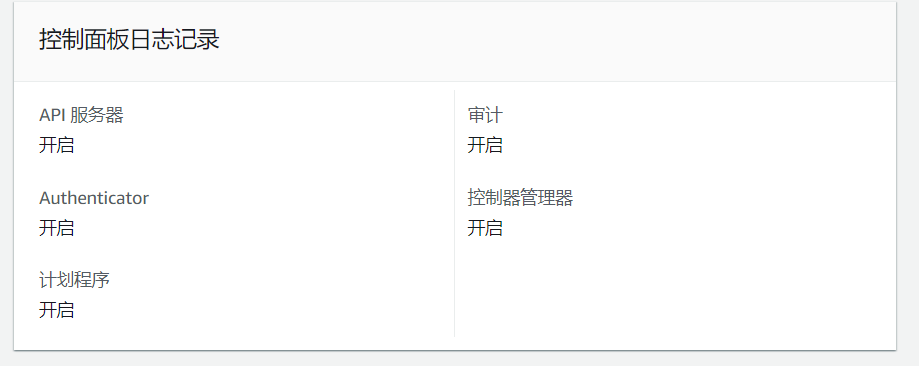 控制面板日志记录
API 服务器
开启
审计
开启
Authenticator
开启
控制器管理器
开启
计划程序
开启